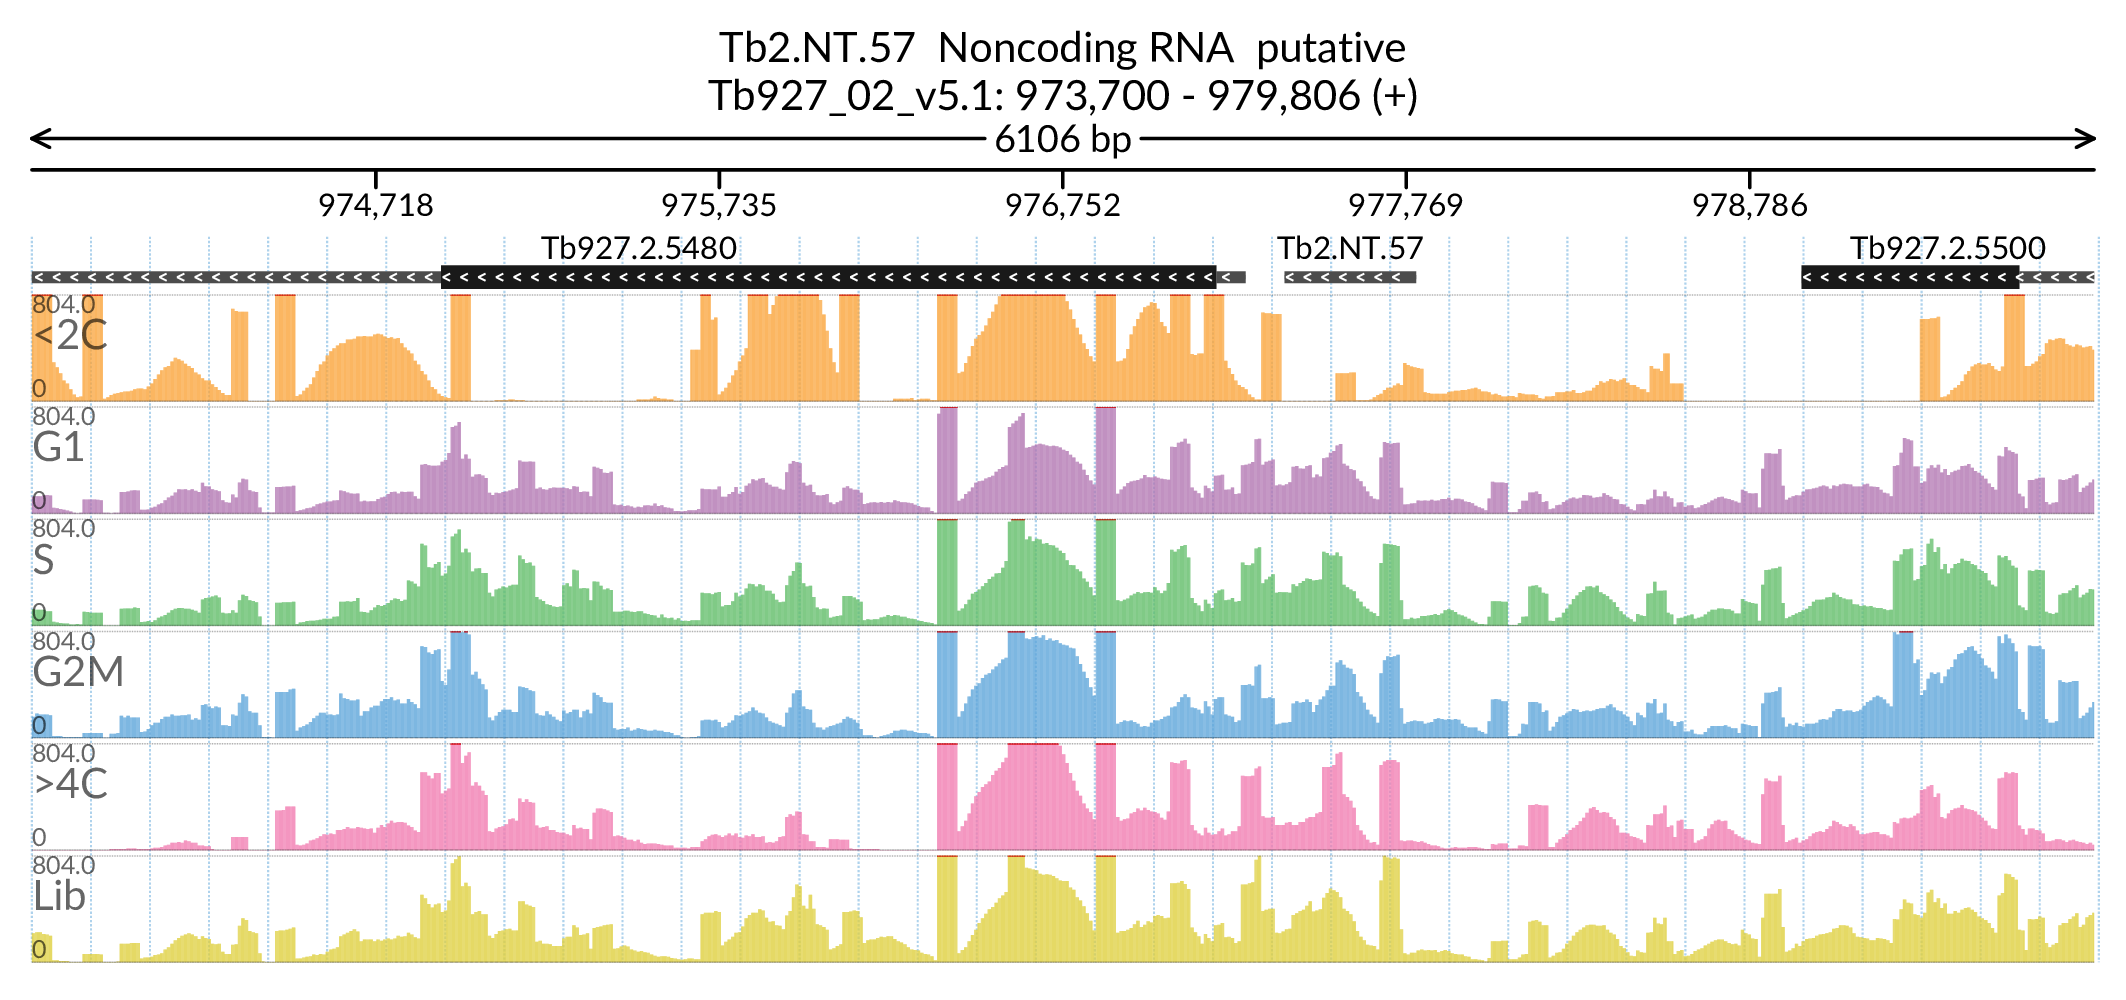 Tb2.NT.57 Noncoding RNA putative
Tb927_02_v5.1: 973,700 - 979,806 (+)
6106 bp
974,718 975,735 976,752 977,769 978,786
Tb927.2.5480 Tb2.NT.57 Tb927.2.5500
804.0
<2C
0
804.0
G1
0
804.0
S
0
804.0
G2M
0
804.0
>4C
0
804.0
Lib
0